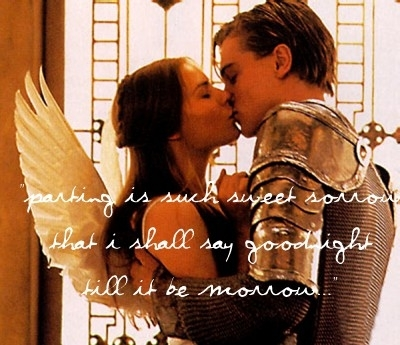 "parting is such sweet sorrow
that i shall say goodnight
till it be morrow..."